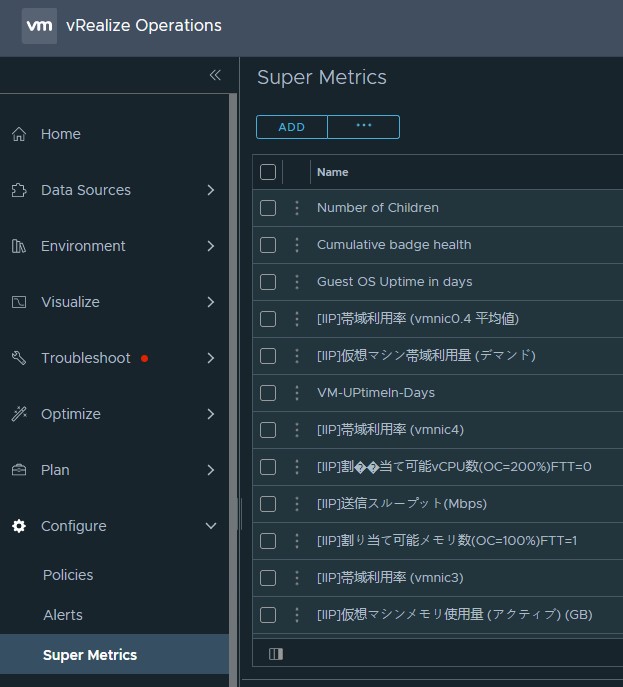 vm vRealize Operations
Super Metrics
ADD
Home
Data Sources
Environment
Visualize
Troubleshoot
Optimize
Plan
Configure
Policies
Alerts
Super Metrics
Name
Number of Children
Cumulative badge health
Guest OS Uptime in days
[IIP]帯域利用率 (vmnic0.4 平均値)
[IIP]仮想マシン帯域利用量 (デマンド)
VM-UPtimeIn-Days
[IIP]帯域利用率 (vmnic4)
[IIP]割��当て可能vCPU数(OC=200%)FTT=0
[IIP]送信スループット(Mbps)
[IIP]割り当て可能メモリ数(OC=100%)FTT=1
[IIP]帯域利用率 (vmnic3)
[IIP]仮想マシンメモリ使用量 (アクティブ) (GB)